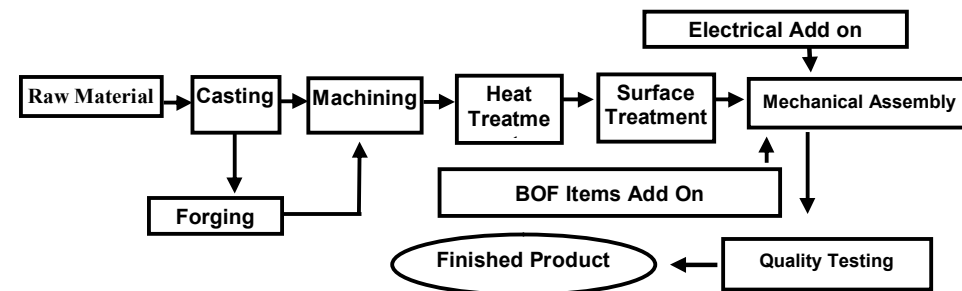 Electrical Add on
Raw Material
Casting
Machining
Heat
Treatme
Surface
Treatment
Mechanical Assembly
BOF Items Add On
Forging
Finished Product
Quality Testing